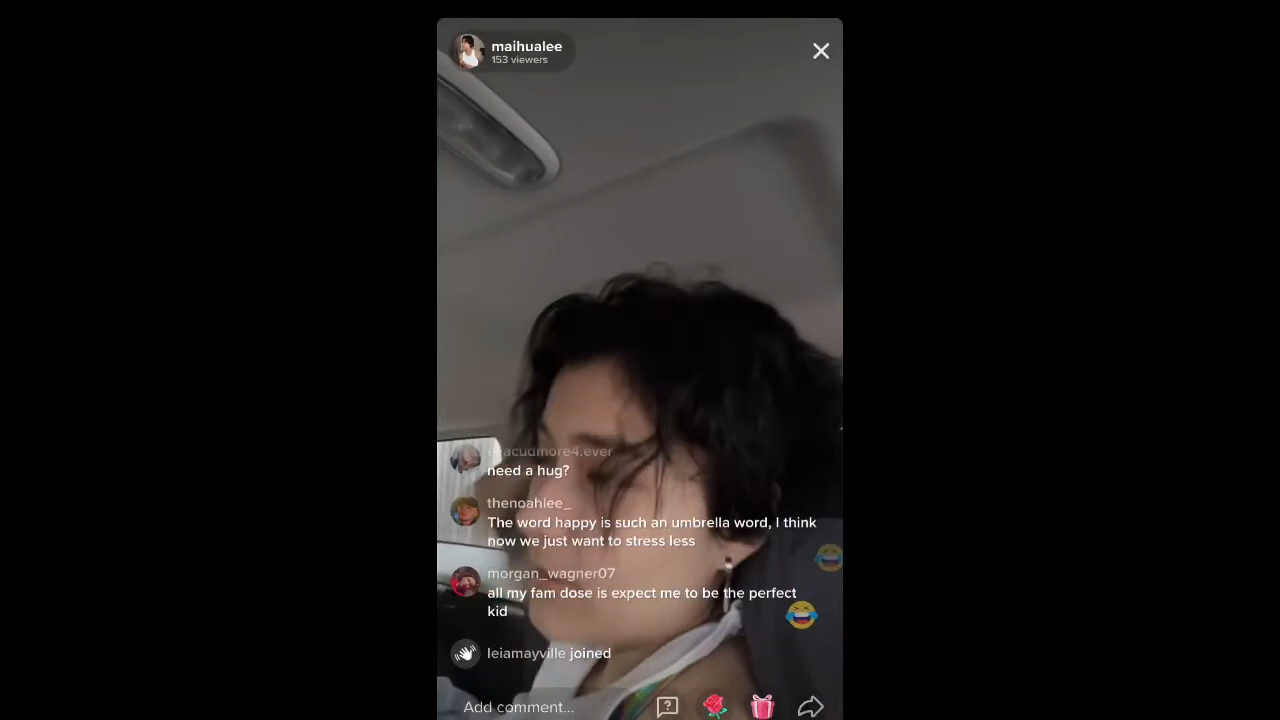 maihualee
153 viewers
need a hug?
thenoahlee_
The word happy is such an umbrella word, I think
now we just want to stress less
morgan_wagner07
all my fam dose is expect me to be the perfect
kid
leiamayville joined
Add comment...
?